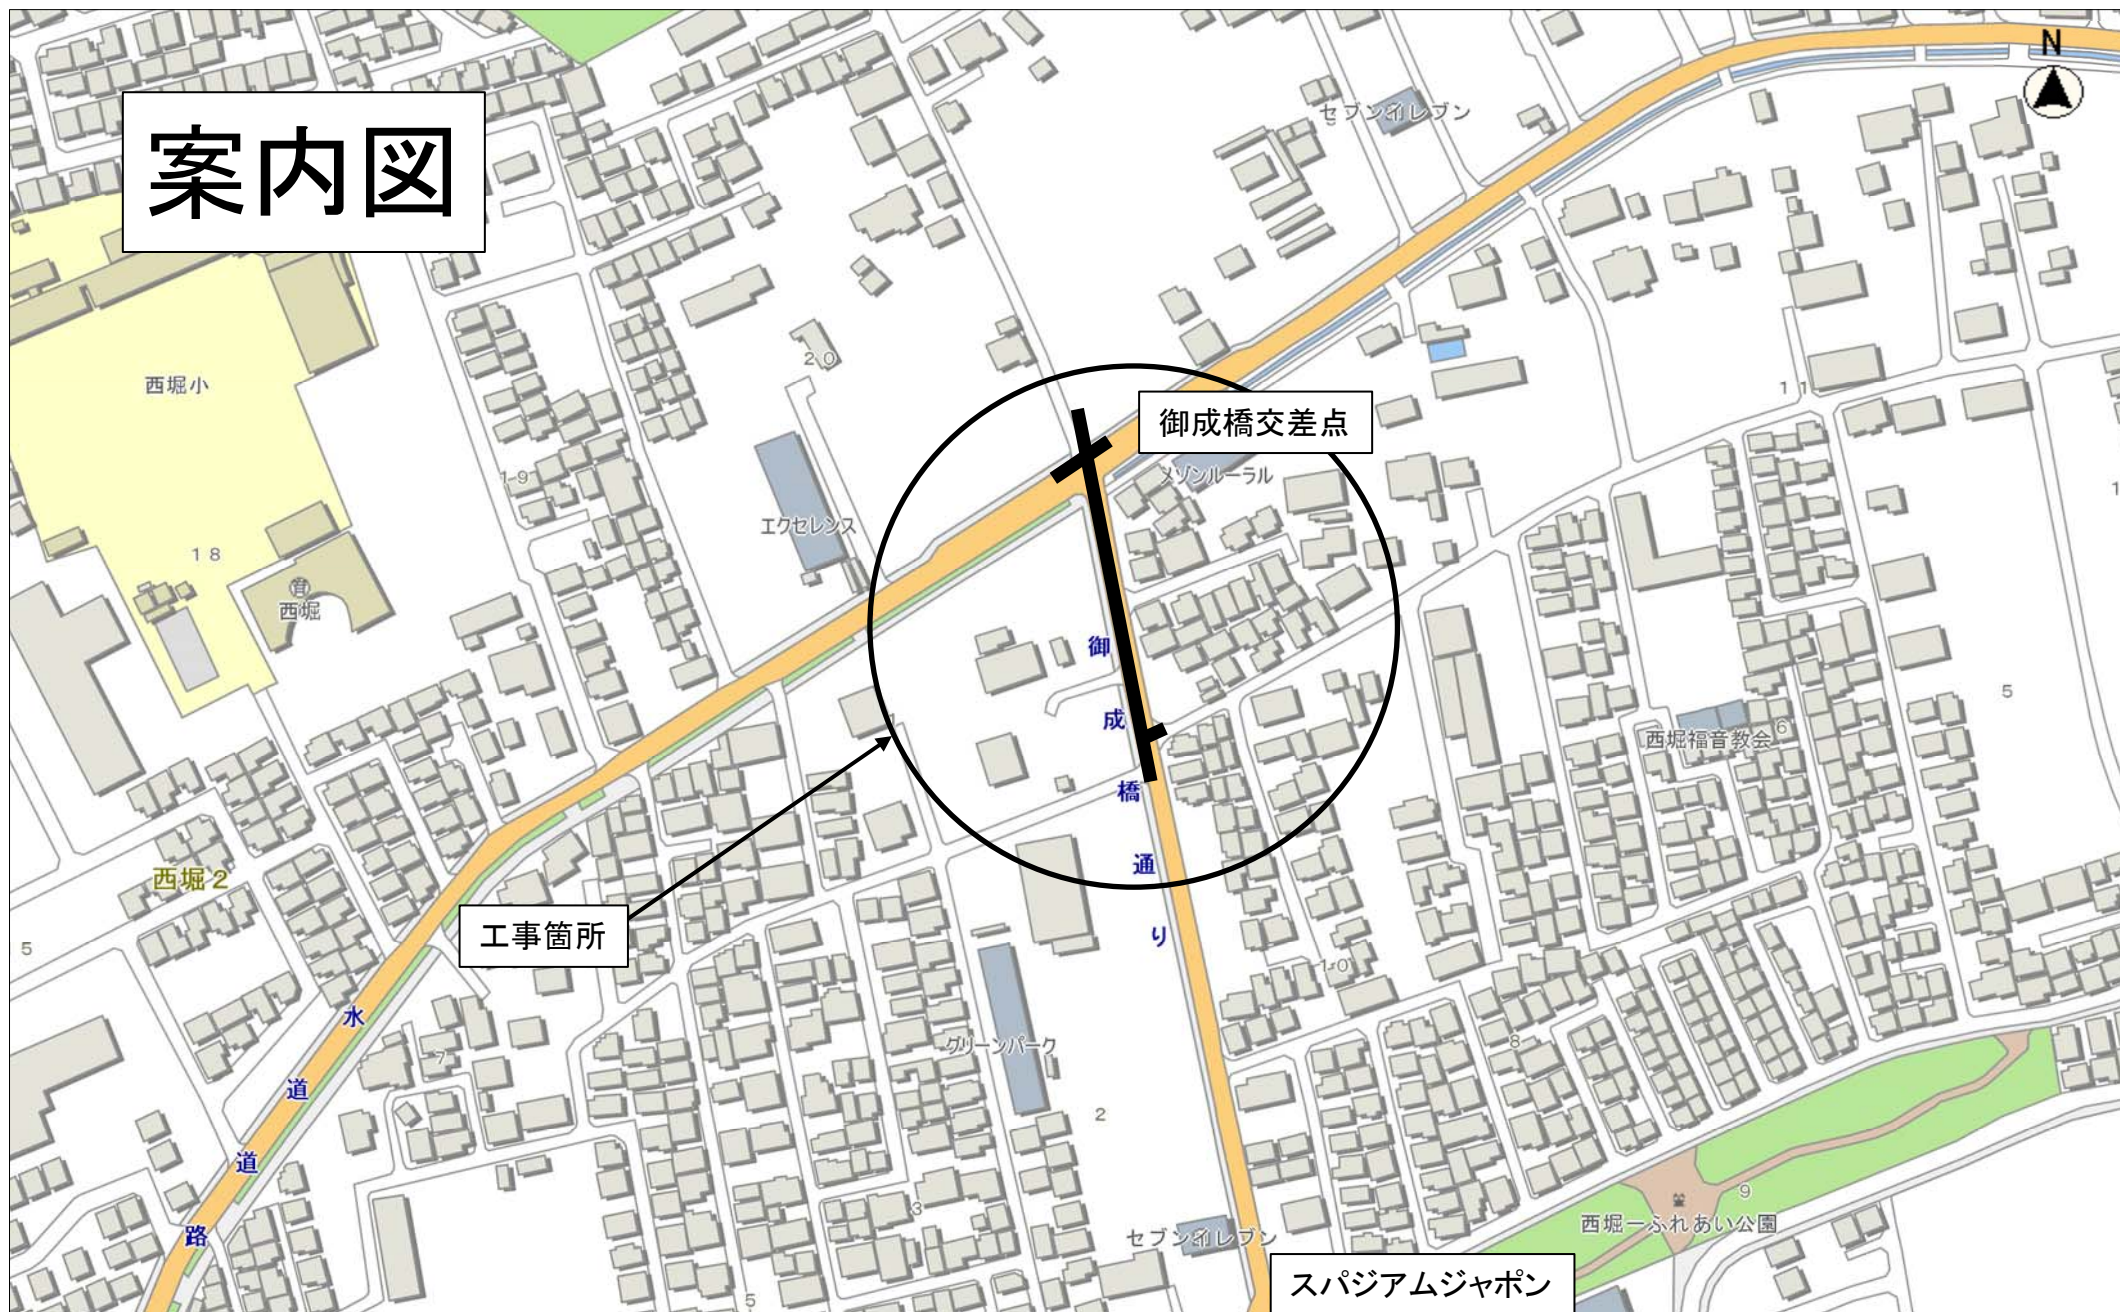 案内図
N
セブンイレブン
西堀小
20
11
御成橋交差点
メゾンルーラル
19
エクセレンス
18
西堀
御成橋通り
5
1
6
西堀福音教会
西堀2
工事箇所
5
10
水道道路
7
グリーンパーク
8
2
3
9
西堀一ふれあい公園
セブンイレブン
スパジアムジャポン
5
1